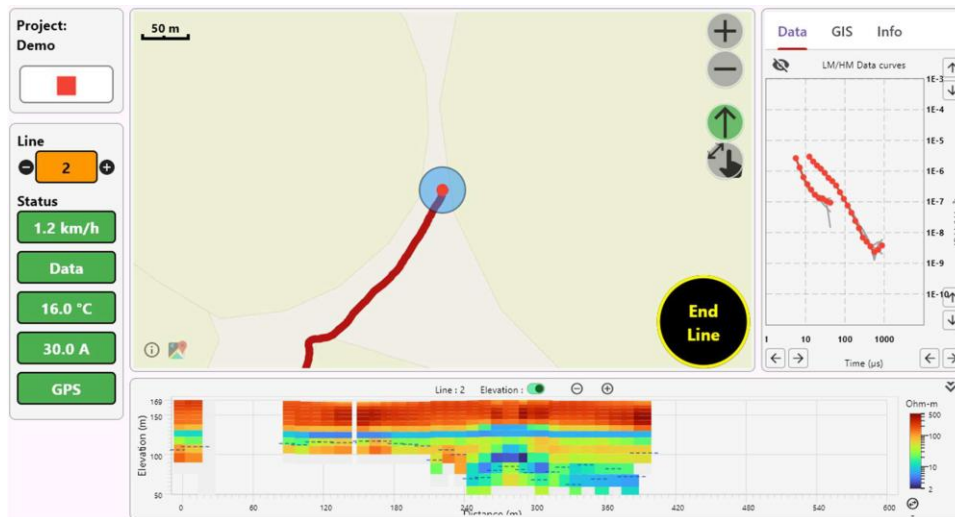 Project:
Demo
Line
2
Status
1.2 km/h
Data
16.0 °C
30.0 A
GPS
50 m
End
Line
Data GIS Info
LM/HM Data curves
1E-3
1E-4
1E-5
1E-6
1E-7
1E-8
1E-9
1E-10
1 10 100 1000
Time (µs)
Line : 2 Elevation :
Elevation (m)
169
150
100
50
0 60 120 180 240 300 360 420 480 540 600
Distance (m)
Ohm-m
500
100
10
2